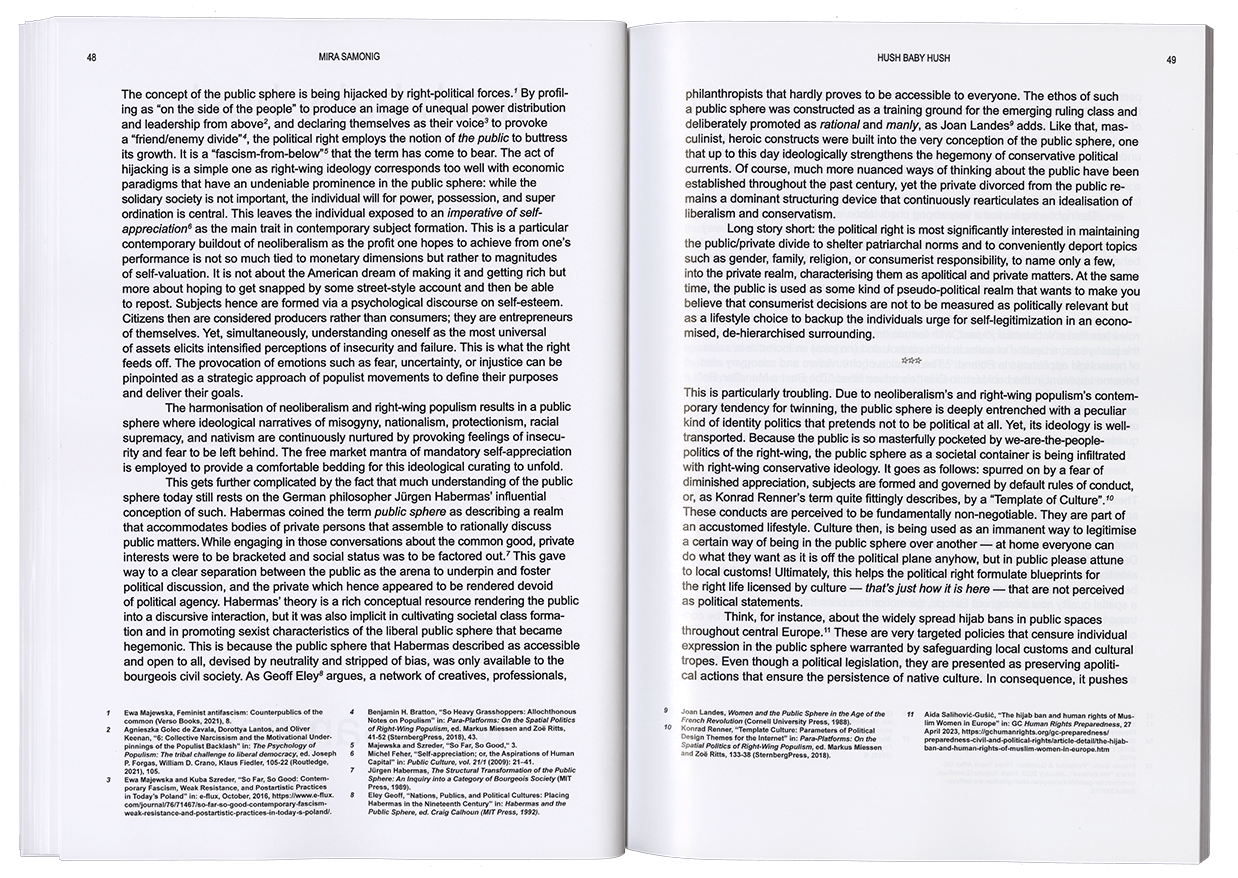 48
MIRA SAMONIG
The concept of the public sphere is being hijacked by right-political forces.1 By profil-
ing as “on the side of the people” to produce an image of unequal power distribution
and leadership from above2, and declaring themselves as their voice3 to provoke
a “friend/enemy divide”4, the political right employs the notion of the public to buttress
its growth. It is a “fascism-from-below”5 that the term has come to bear. The act of
hijacking is a simple one as right-wing ideology corresponds too well with economic
paradigms that have an undeniable prominence in the public sphere: while the
solidary society is not important, the individual will for power, possession, and super
ordination is central. This leaves the individual exposed to an imperative of self-
appreciation6 as the main trait in contemporary subject formation. This is a particular
contemporary buildout of neoliberalism as the profit one hopes to achieve from one’s
performance is not so much tied to monetary dimensions but rather to magnitudes
of self-valuation. It is not about the American dream of making it and getting rich but
more about hoping to get snapped by some street-style account and then be able
to repost. Subjects hence are formed via a psychological discourse on self-esteem.
Citizens then are considered producers rather than consumers; they are entrepreneurs
of themselves. Yet, simultaneously, understanding oneself as the most universal
of assets elicits intensified perceptions of insecurity and failure. This is what the right
feeds off. The provocation of emotions such as fear, uncertainty, or injustice can be
pinpointed as a strategic approach of populist movements to define their purposes
and deliver their goals.
The harmonisation of neoliberalism and right-wing populism results in a public
sphere where ideological narratives of misogyny, nationalism, protectionism, racial
supremacy, and nativism are continuously nurtured by provoking feelings of insecu-
rity and fear to be left behind. The free market mantra of mandatory self-appreciation
is employed to provide a comfortable bedding for this ideological curating to unfold.
This gets further complicated by the fact that much understanding of the public
sphere today still rests on the German philosopher Jürgen Habermas’ influential
conception of such. Habermas coined the term public sphere as describing a realm
that accommodates bodies of private persons that assemble to rationally discuss
public matters. While engaging in those conversations about the common good, private
interests were to be bracketed and social status was to be factored out.7 This gave
way to a clear separation between the public as the arena to underpin and foster
political discussion, and the private which hence appeared to be rendered devoid
of political agency. Habermas’ theory is a rich conceptual resource rendering the public
into a discursive interaction, but it was also implicit in cultivating societal class forma-
tion and in promoting sexist characteristics of the liberal public sphere that became
hegemonic. This is because the public sphere that Habermas described as accessible
and open to all, devised by neutrality and stripped of bias, was only available to the
bourgeois civil society. As Geoff Eley8 argues, a network of creatives, professionals,
1 Ewa Majewska, Feminist antifascism: Counterpublics of the
common (Verso Books, 2021), 8.
2 Agnieszka Golec de Zavala, Dorottya Lantos, and Oliver
Keenan, “6: Collective Narcissism and the Motivational Under-
pinnings of the Populist Backlash” in: The Psychology of
Populism: The tribal challenge to liberal democracy, ed. Joseph
P. Forgas, William D. Crano, Klaus Fiedler, 105-22 (Routledge,
2021), 105.
3 Ewa Majewska and Kuba Szreder, “So Far, So Good: Contem-
porary Fascism, Weak Resistance, and Postartistic Practices
in Today’s Poland” in: e-flux, October, 2016, https://www.e-flux.
com/journal/76/71467/so-far-so-good-contemporary-fascism-
weak-resistance-and-postartistic-practices-in-today-s-poland/.
4 Benjamin H. Bratton, “So Heavy Grasshoppers: Allochthonous
Notes on Populism” in: Para-Platforms: On the Spatial Politics
of Right-Wing Populism, ed. Markus Miessen and Zoë Ritts,
41-52 (SternbergPress, 2018), 43.
5 Majewska and Szreder, “So Far, So Good,” 3.
6 Michel Feher, “Self-appreciation; or, the Aspirations of Human
Capital” in: Public Culture, vol. 21/1 (2009): 21–41.
7 Jürgen Habermas, The Structural Transformation of the Public
Sphere: An Inquiry into a Category of Bourgeois Society (MIT
Press, 1989).
8 Eley Geoff, “Nations, Publics, and Political Cultures: Placing
Habermas in the Nineteenth Century” in: Habermas and the
Public Sphere, ed. Craig Calhoun (MIT Press, 1992).
HUSH BABY HUSH
49
philanthropists that hardly proves to be accessible to everyone. The ethos of such
a public sphere was constructed as a training ground for the emerging ruling class and
deliberately promoted as rational and manly, as Joan Landes9 adds. Like that, mas-
culinist, heroic constructs were built into the very conception of the public sphere, one
that up to this day ideologically strengthens the hegemony of conservative political
currents. Of course, much more nuanced ways of thinking about the public have been
established throughout the past century, yet the private divorced from the public re-
mains a dominant structuring device that continuously rearticulates an idealisation of
liberalism and conservatism.
Long story short: the political right is most significantly interested in maintaining
the public/private divide to shelter patriarchal norms and to conveniently deport topics
such as gender, family, religion, or consumerist responsibility, to name only a few,
into the private realm, characterising them as apolitical and private matters. At the same
time, the public is used as some kind of pseudo-political realm that wants to make you
believe that consumerist decisions are not to be measured as politically relevant but
as a lifestyle choice to backup the individuals urge for self-legitimization in an econo-
mised, de-hierarchised surrounding.
☆☆☆
This is particularly troubling. Due to neoliberalism’s and right-wing populism’s contem-
porary tendency for twinning, the public sphere is deeply entrenched with a peculiar
kind of identity politics that pretends not to be political at all. Yet, its ideology is well-
transported. Because the public is so masterfully pocketed by we-are-the-people-
politics of the right-wing, the public sphere as a societal container is being infiltrated
with right-wing conservative ideology. It goes as follows: spurred on by a fear of
diminished appreciation, subjects are formed and governed by default rules of conduct,
or, as Konrad Renner’s term quite fittingly describes, by a “Template of Culture”.10
These conducts are perceived to be fundamentally non-negotiable. They are part of
an accustomed lifestyle. Culture then, is being used as an immanent way to legitimise
a certain way of being in the public sphere over another — at home everyone can
do what they want as it is off the political plane anyhow, but in public please attune
to local customs! Ultimately, this helps the political right formulate blueprints for
the right life licensed by culture — that’s just how it is here — that are not perceived
as political statements.
Think, for instance, about the widely spread hijab bans in public spaces
throughout central Europe.11 These are very targeted policies that censure individual
expression in the public sphere warranted by safeguarding local customs and cultural
tropes. Even though a political legislation, they are presented as preserving apoliti-
cal actions that ensure the persistence of native culture. In consequence, it pushes
9 Joan Landes, Women and the Public Sphere in the Age of the
French Revolution (Cornell University Press, 1988).
10 Konrad Renner, “Template Culture: Parameters of Political
Design Themes for the Internet” in: Para-Platforms: On the
Spatial Politics of Right-Wing Populism, ed. Markus Miessen
and Zoë Ritts, 133-38 (SternbergPress, 2018).
11 Aida Salihović-Gušić, “The hijab ban and human rights of Mus-
lim Women in Europe” in: GC Human Rights Preparedness, 27
April 2023, https://gchumanrights.org/gc-preparedness/
preparedness-civil-and-political-rights/article-detail/the-hijab-
ban-and-human-rights-of-muslim-women-in-europe.htm